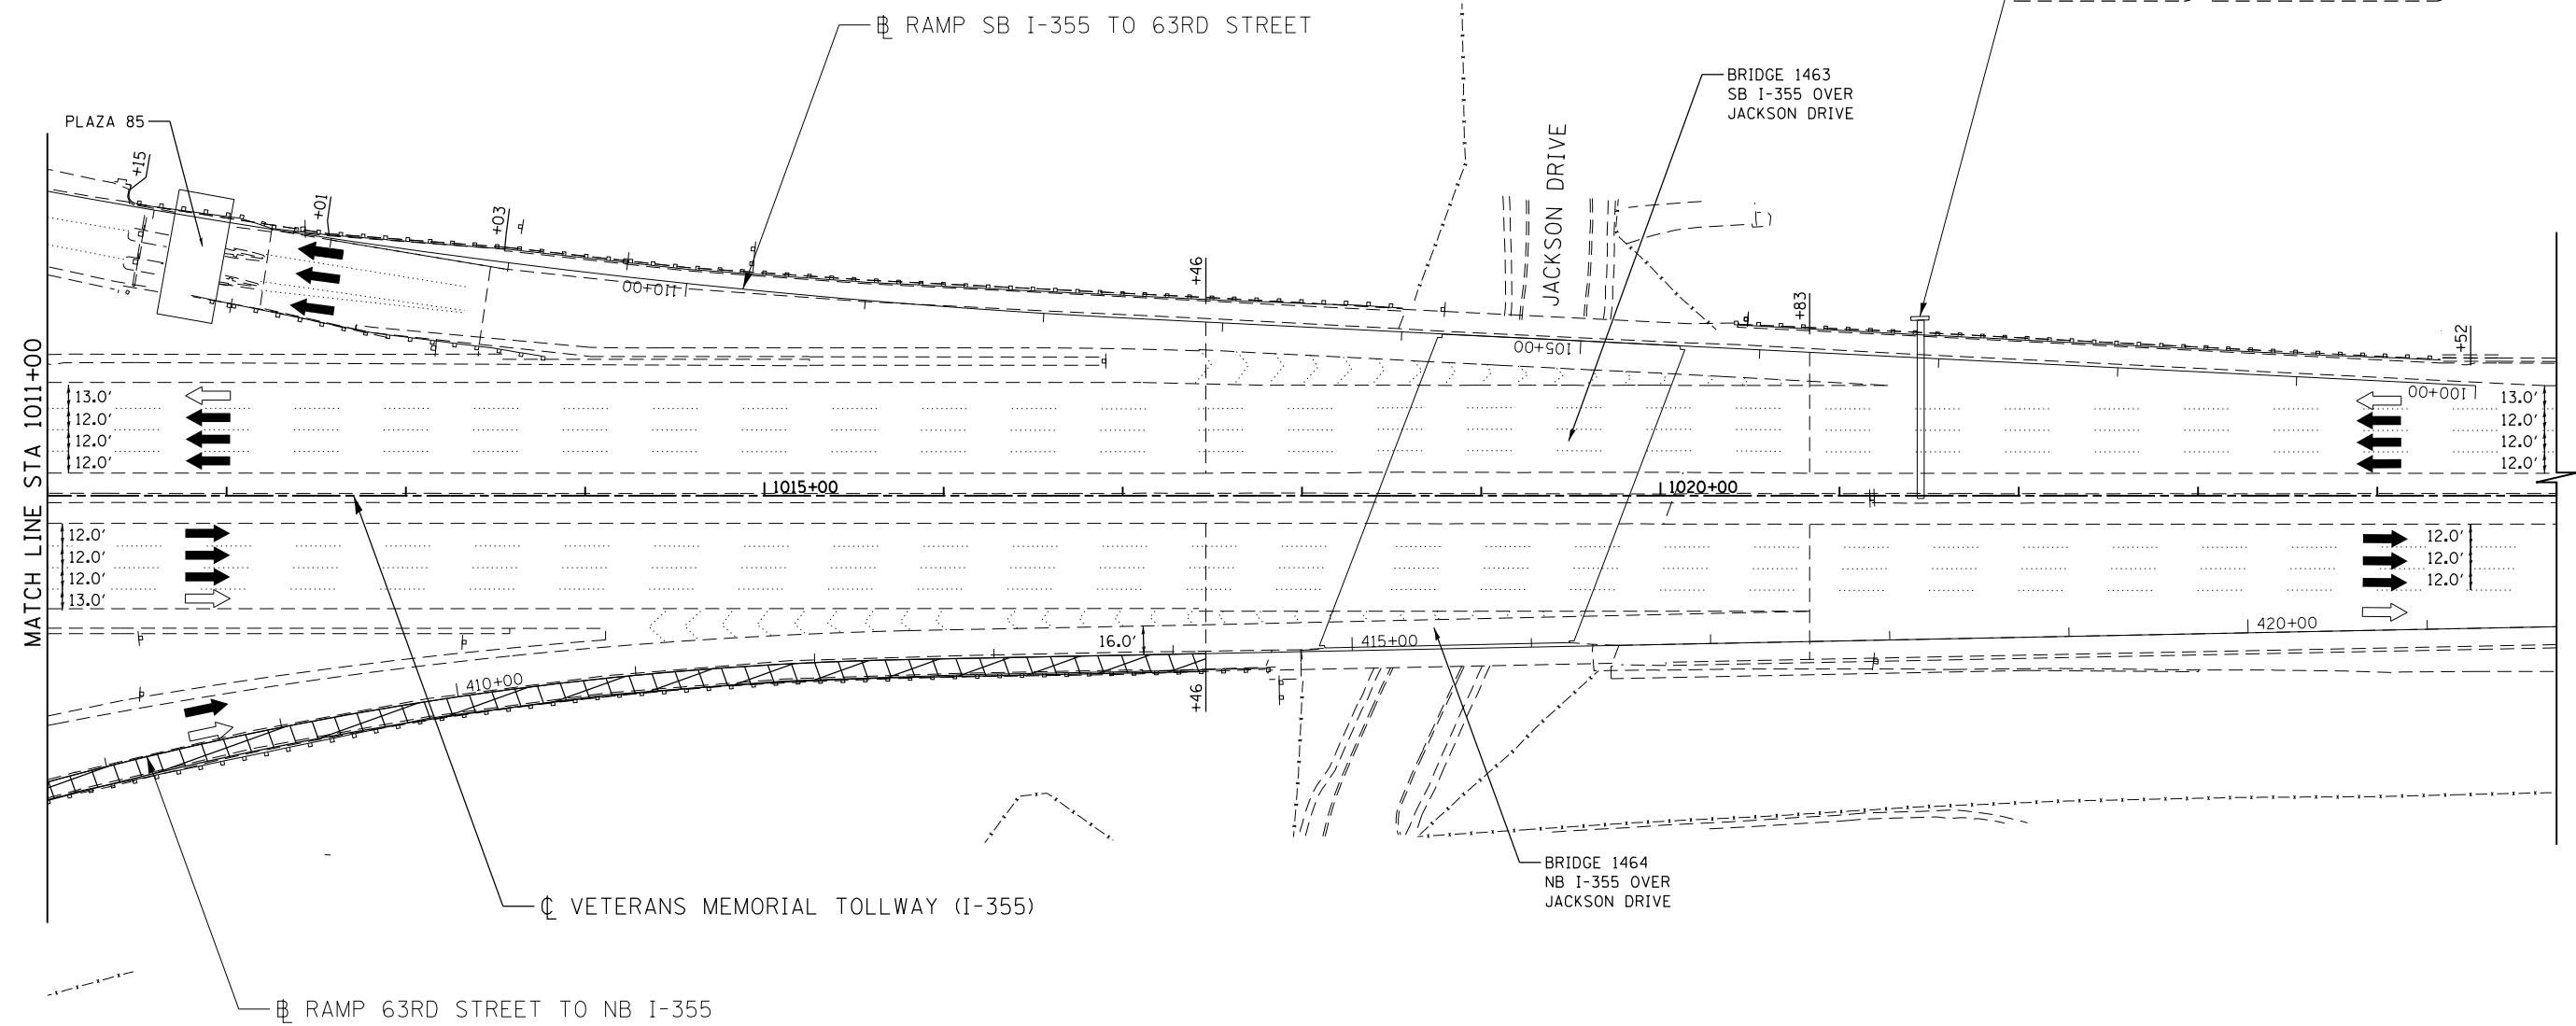 ℄ RAMP SB I-355 TO 63RD STREET
BRIDGE 1463
SB I-355 OVER
JACKSON DRIVE
PLAZA 85
JACKSON DRIVE
+15
+01
+03
+46
+83
+52
110+00
105+00
100+00
MATCH LINE STA 1011+00
13.0'
12.0'
12.0'
12.0'
13.0'
12.0'
12.0'
12.0'
1015+00
1020+00
12.0'
12.0'
12.0'
13.0'
12.0'
12.0'
12.0'
16.0'
415+00
420+00
410+00
+46
BRIDGE 1464
NB I-355 OVER
JACKSON DRIVE
℄ VETERANS MEMORIAL TOLLWAY (I-355)
℄ RAMP 63RD STREET TO NB I-355